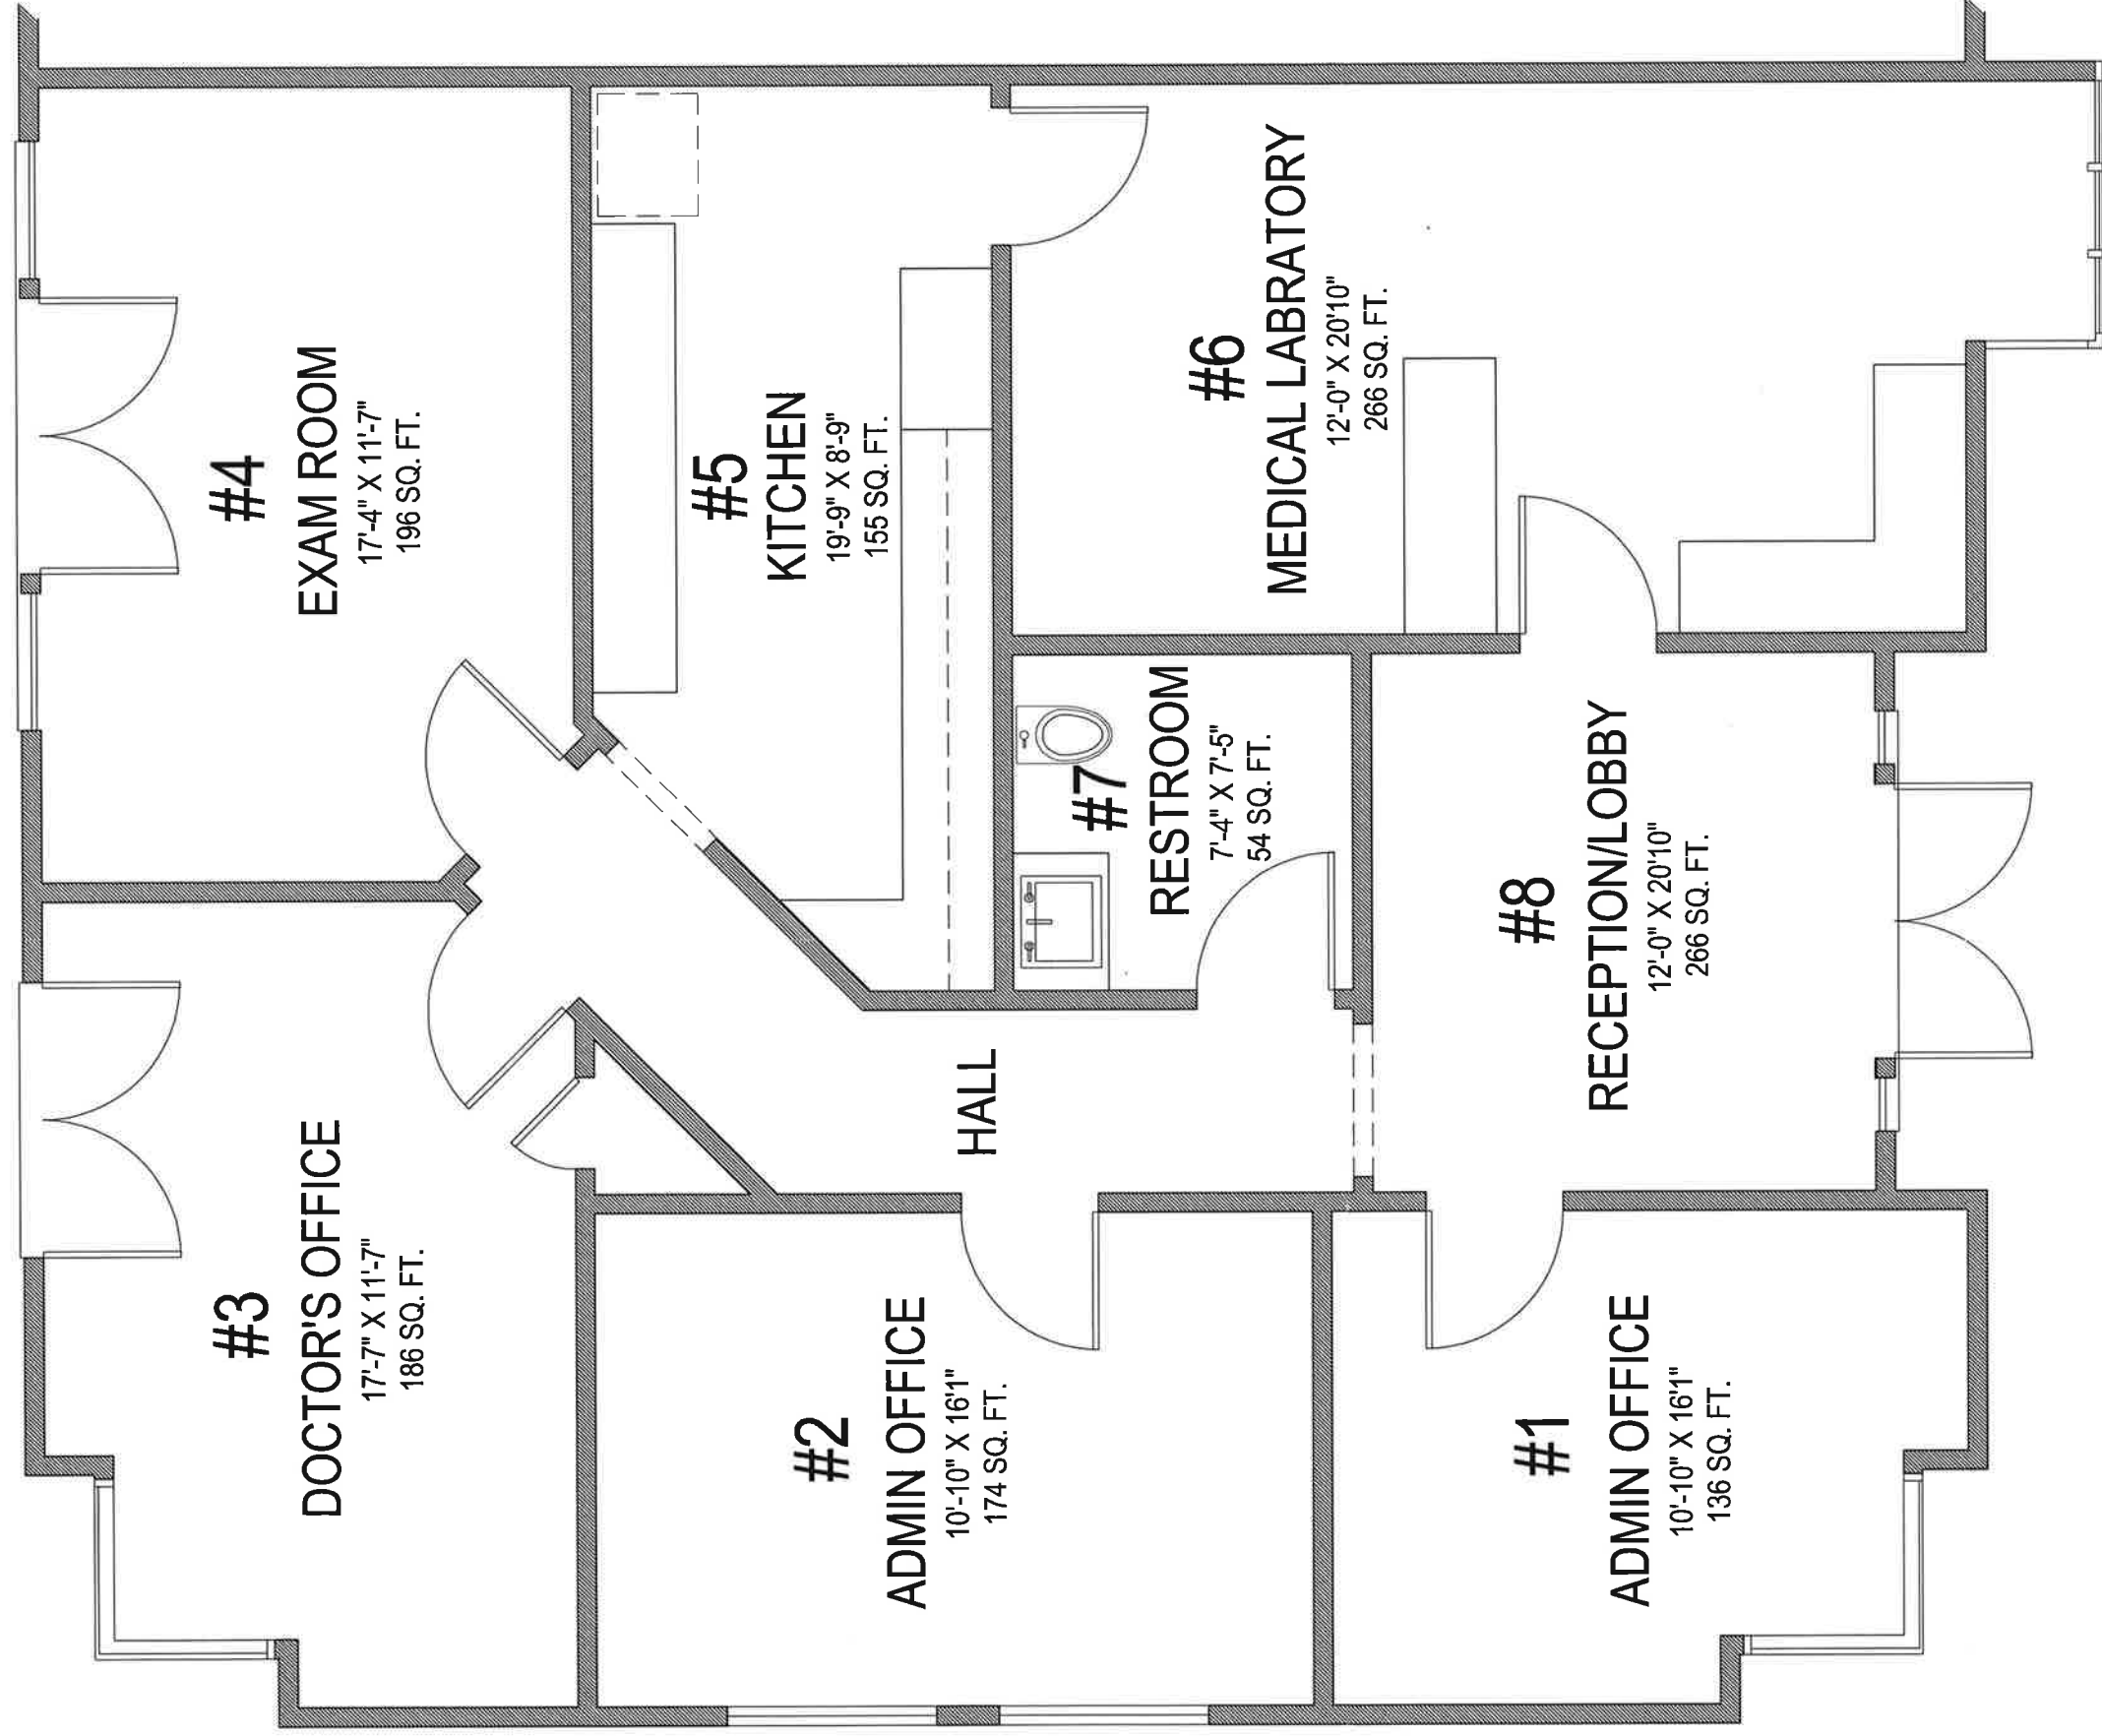 #4
EXAM ROOM
17'-4" X 11'-7"
196 SQ. FT.
#3
DOCTOR'S OFFICE
17'-7" X 11'-7"
186 SQ. FT.
#5
KITCHEN
19'-9" X 8'-9"
155 SQ. FT.
#2
ADMIN OFFICE
10'-10" X 16'1"
174 SQ. FT.
HALL
#7
RESTROOM
7'-4" X 7'-5"
54 SQ. FT.
#6
MEDICAL LABRATORY
12'-0" X 20'10"
266 SQ. FT.
#1
ADMIN OFFICE
10'-10" X 16'1"
136 SQ. FT.
#8
RECEPTION/LOBBY
12'-0" X 20'10"
266 SQ. FT.